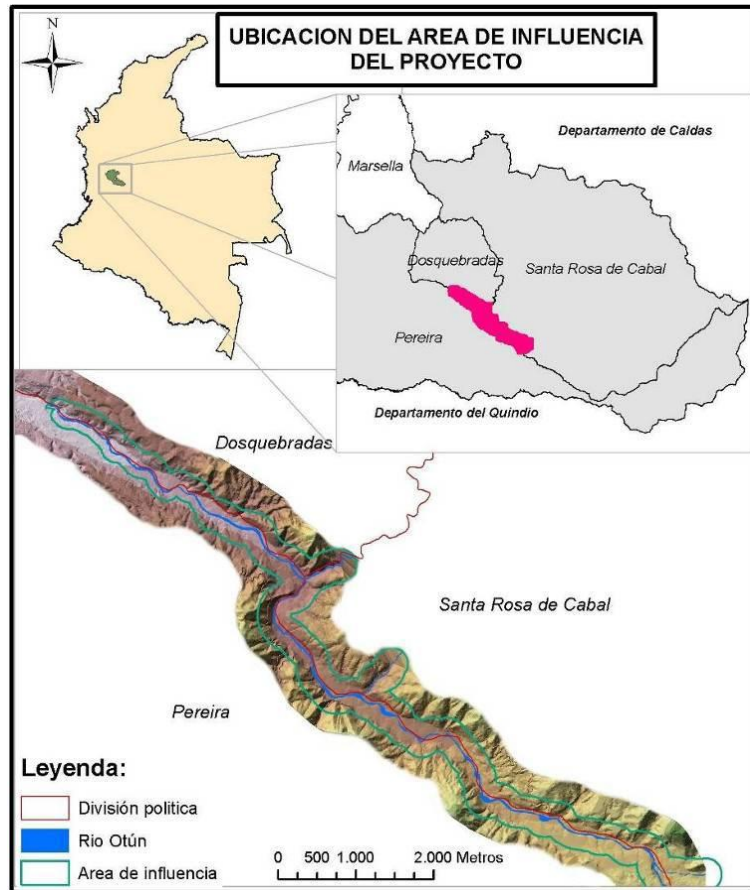 UBICACION DEL AREA DE INFLUENCIA
DEL PROYECTO
N
Departamento de Caldas
Marsella
Dosquebradas
Santa Rosa de Cabal
Pereira
Departamento del Quindio
Dosquebradas
Santa Rosa de Cabal
Pereira
Leyenda:
División politica
Rio Otún
Area de influencia
0 500 1.000 2.000 Metros